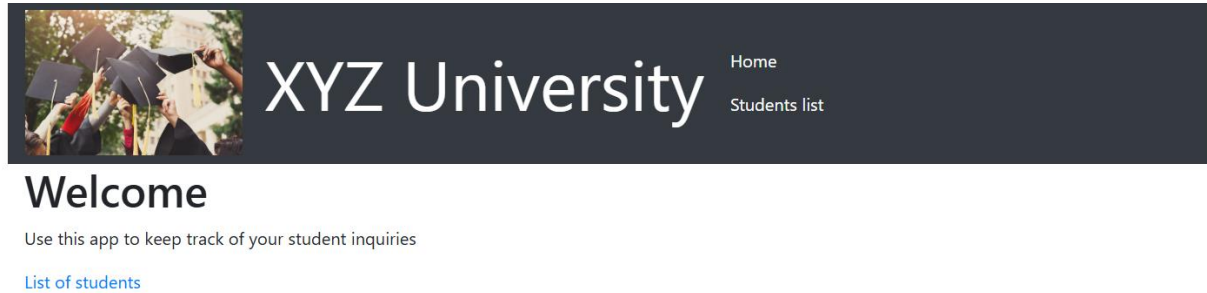 XYZ University
Home
Students list
Welcome
Use this app to keep track of your student inquiries
List of students